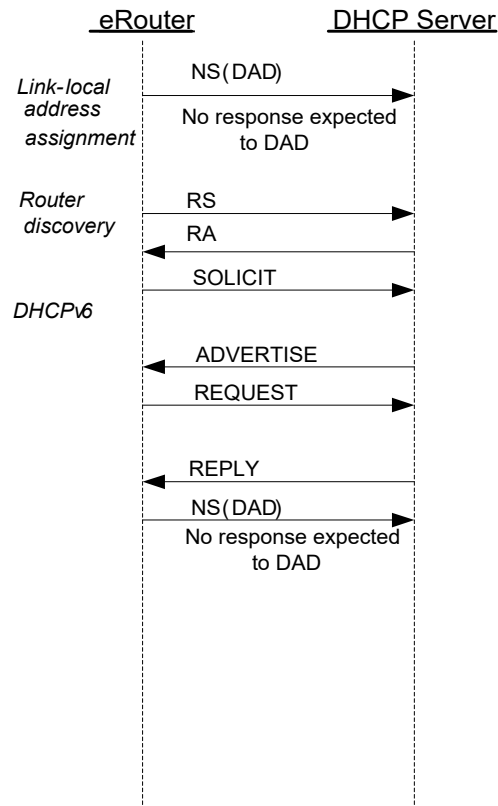 eRouter
DHCP Server
NS(DAD)
Link-local
address
assignment
No response expected
to DAD
Router
discovery
RS
RA
SOLICIT
DHCPv6
ADVERTISE
REQUEST
REPLY
NS(DAD)
No response expected
to DAD